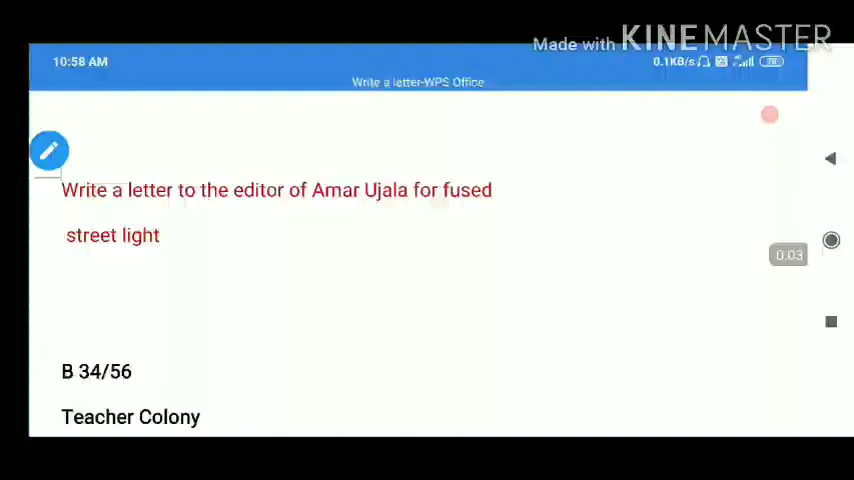 Made with KINEMASTER
10:58 AM
0.1KB/s
78
Write a letter-WPS Office
Write a letter to the editor of Amar Ujala for fused
street light
0.03
B 34/56
Teacher Colony